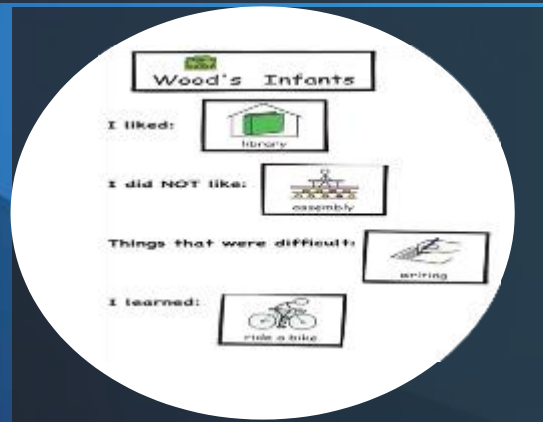 Wood's Infants
I liked:
library
I did NOT like:
assembly
Things that were difficult:
writing
I learned:
ride a bike